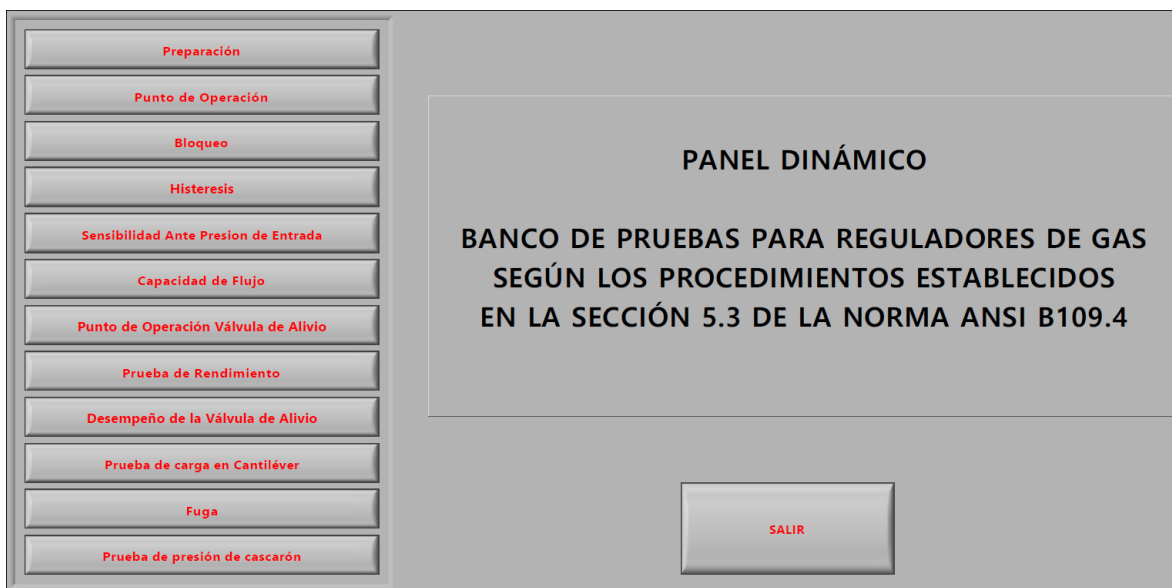 Preparación
Punto de Operación
Bloqueo
Histeresis
Sensibilidad Ante Presion de Entrada
Capacidad de Flujo
Punto de Operación Válvula de Alivio
Prueba de Rendimiento
Desempeño de la Válvula de Alivio
Prueba de carga en Cantiléver
Fuga
Prueba de presión de cascarón
PANEL DINÁMICO
BANCO DE PRUEBAS PARA REGULADORES DE GAS
SEGÚN LOS PROCEDIMIENTOS ESTABLECIDOS
EN LA SECCIÓN 5.3 DE LA NORMA ANSI B109.4
SALIR